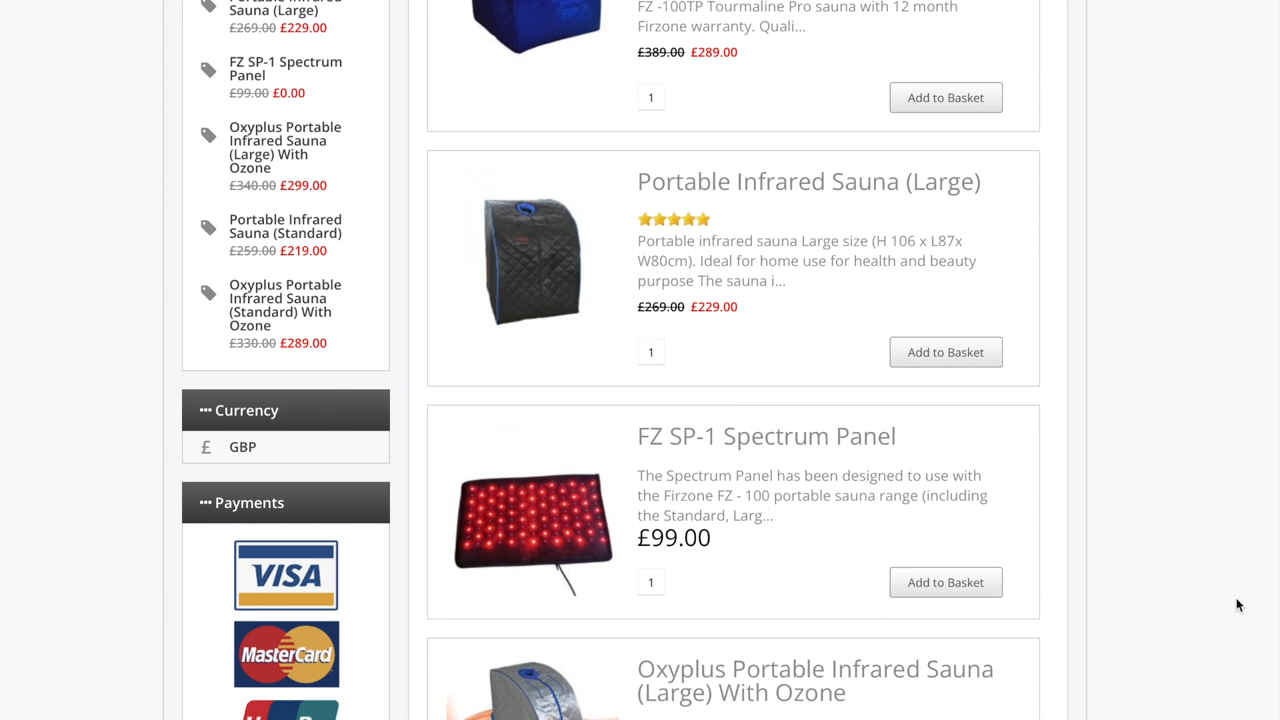 Portable Infrared
Sauna (Large)
£269.00 £229.00
FZ SP-1 Spectrum
Panel
£99.00 £0.00
Oxyplus Portable
Infrared Sauna
(Large) With
Ozone
£340.00 £299.00
Portable Infrared
Sauna (Standard)
£259.00 £219.00
Oxyplus Portable
Infrared Sauna
(Standard) With
Ozone
£330.00 £289.00
••• Currency
£ GBP
••• Payments
VISA
MasterCard
FZ -100TP Tourmaline Pro sauna with 12 month
Firzone warranty. Quali...
£389.00 £289.00
1 Add to Basket
Portable Infrared Sauna (Large)
Portable infrared sauna Large size (H 106 x L87x
W80cm). Ideal for home use for health and beauty
purpose The sauna i...
£269.00 £229.00
1 Add to Basket
FZ SP-1 Spectrum Panel
The Spectrum Panel has been designed to use with
the Firzone FZ - 100 portable sauna range (including
the Standard, Larg...
£99.00
1 Add to Basket
Oxyplus Portable Infrared Sauna
(Large) With Ozone